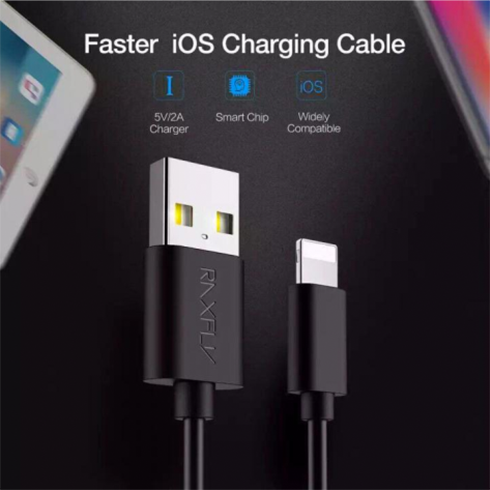 Faster iOS Charging Cable
I
iOS
5V/2A
Charger
Smart Chip
Widely
Compatible
RAXFLY